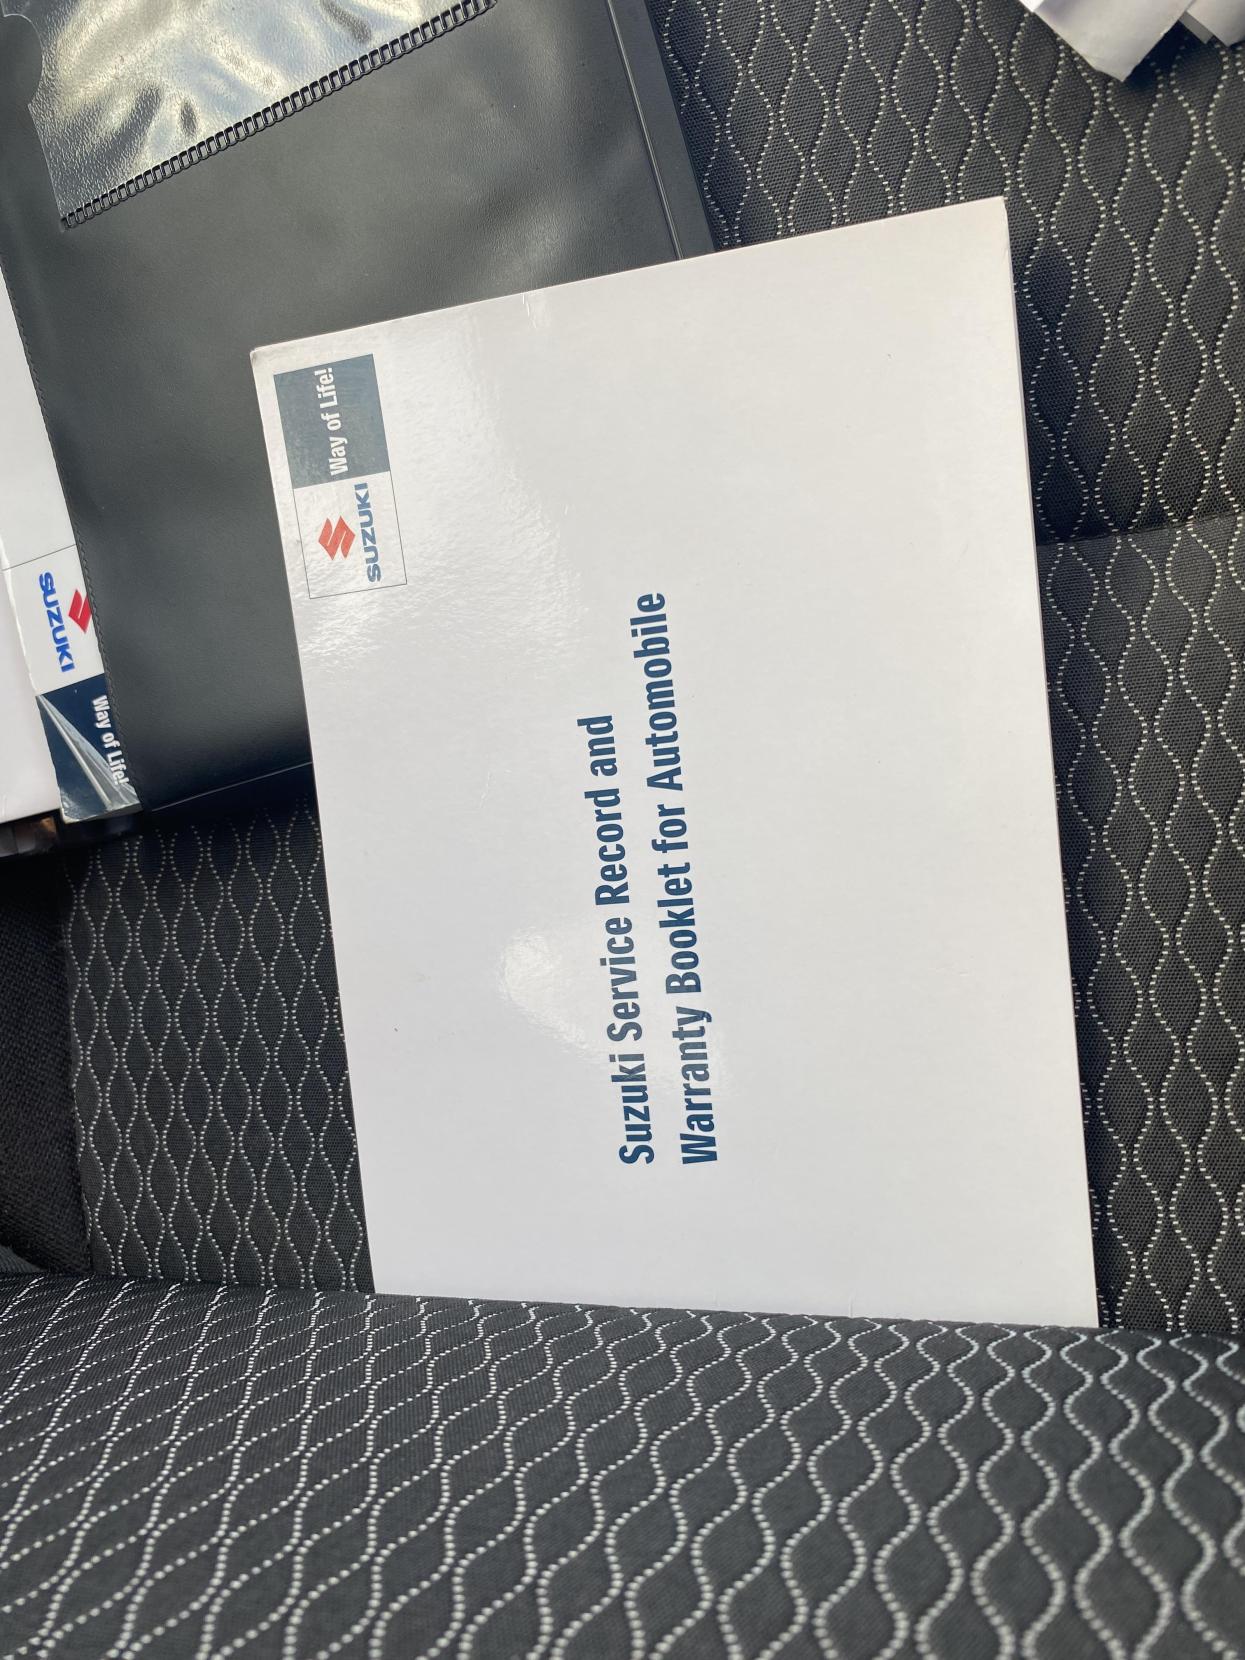 SUZUKI
Way of Life!
Suzuki Service Record and
Warranty Booklet for Automobile
SUZUKI
Way of Life!